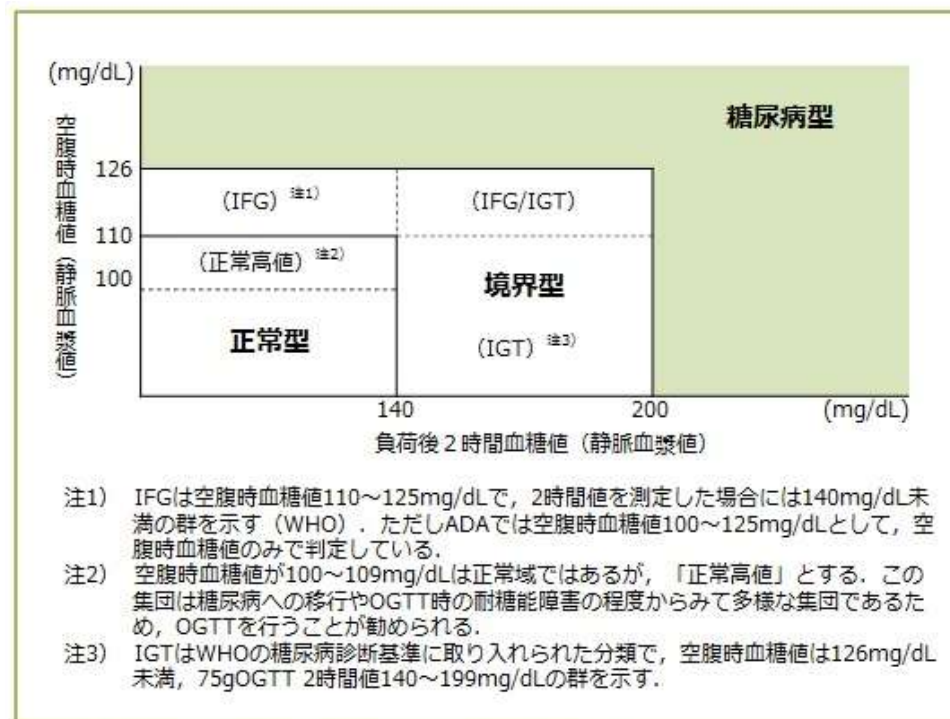 (mg/dL)
空腹時血糖値（静脈血漿値）
糖尿病型
126
(IFG) 注1)
(IFG/IGT)
110
(正常高値) 注2)
100
境界型
正常型
(IGT) 注3)
140
200
(mg/dL)
負荷後２時間血糖値（静脈血漿値）
注1) IFGは空腹時血糖値110～125mg/dLで，2時間値を測定した場合には140mg/dL未
満の群を示す（WHO）．ただしADAでは空腹時血糖値100～125mg/dLとして，空
腹時血糖値のみで判定している．
注2) 空腹時血糖値が100～109mg/dLは正常域ではあるが，「正常高値」とする．この
集団は糖尿病への移行やOGTT時の耐糖能障害の程度からみて多様な集団であるた
め，OGTTを行うことが勧められる．
注3) IGTはWHOの糖尿病診断基準に取り入れられた分類で，空腹時血糖値は126mg/dL
未満，75gOGTT 2時間値140～199mg/dLの群を示す．